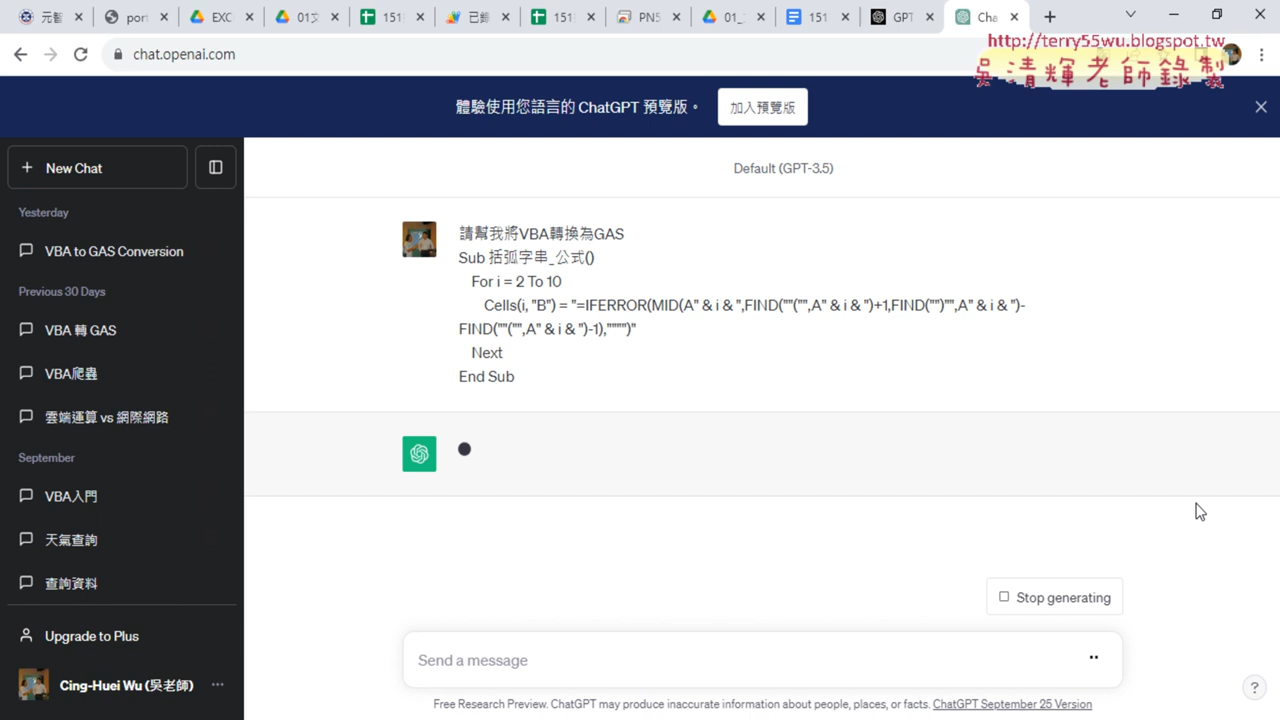 元智
port
EXC
01文
151
已錄
151
PN5
01_
151
GPT
Cha
chat.openai.com
http://terry55wu.blogspot.tw
吳清輝老師錄製
體驗使用您語言的 ChatGPT 預覽版。
加入預覽版
New Chat
Default (GPT-3.5)
Yesterday
VBA to GAS Conversion
Previous 30 Days
VBA 轉 GAS
VBA爬蟲
雲端運算 vs 網際網路
September
VBA入門
天氣查詢
查詢資料
Upgrade to Plus
Cing-Huei Wu (吳老師)
請幫我將VBA轉換為GAS
Sub 括弧字串_公式()
For i = 2 To 10
Cells(i, "B") = "=IFERROR(MID(A" & i & ",FIND(""("",A" & i & ")+1,FIND("")"",A" & i & ")-
FIND(""("",A" & i & ")-1),"""")"
Next
End Sub
Stop generating
Send a message
Free Research Preview. ChatGPT may produce inaccurate information about people, places, or facts. ChatGPT September 25 Version